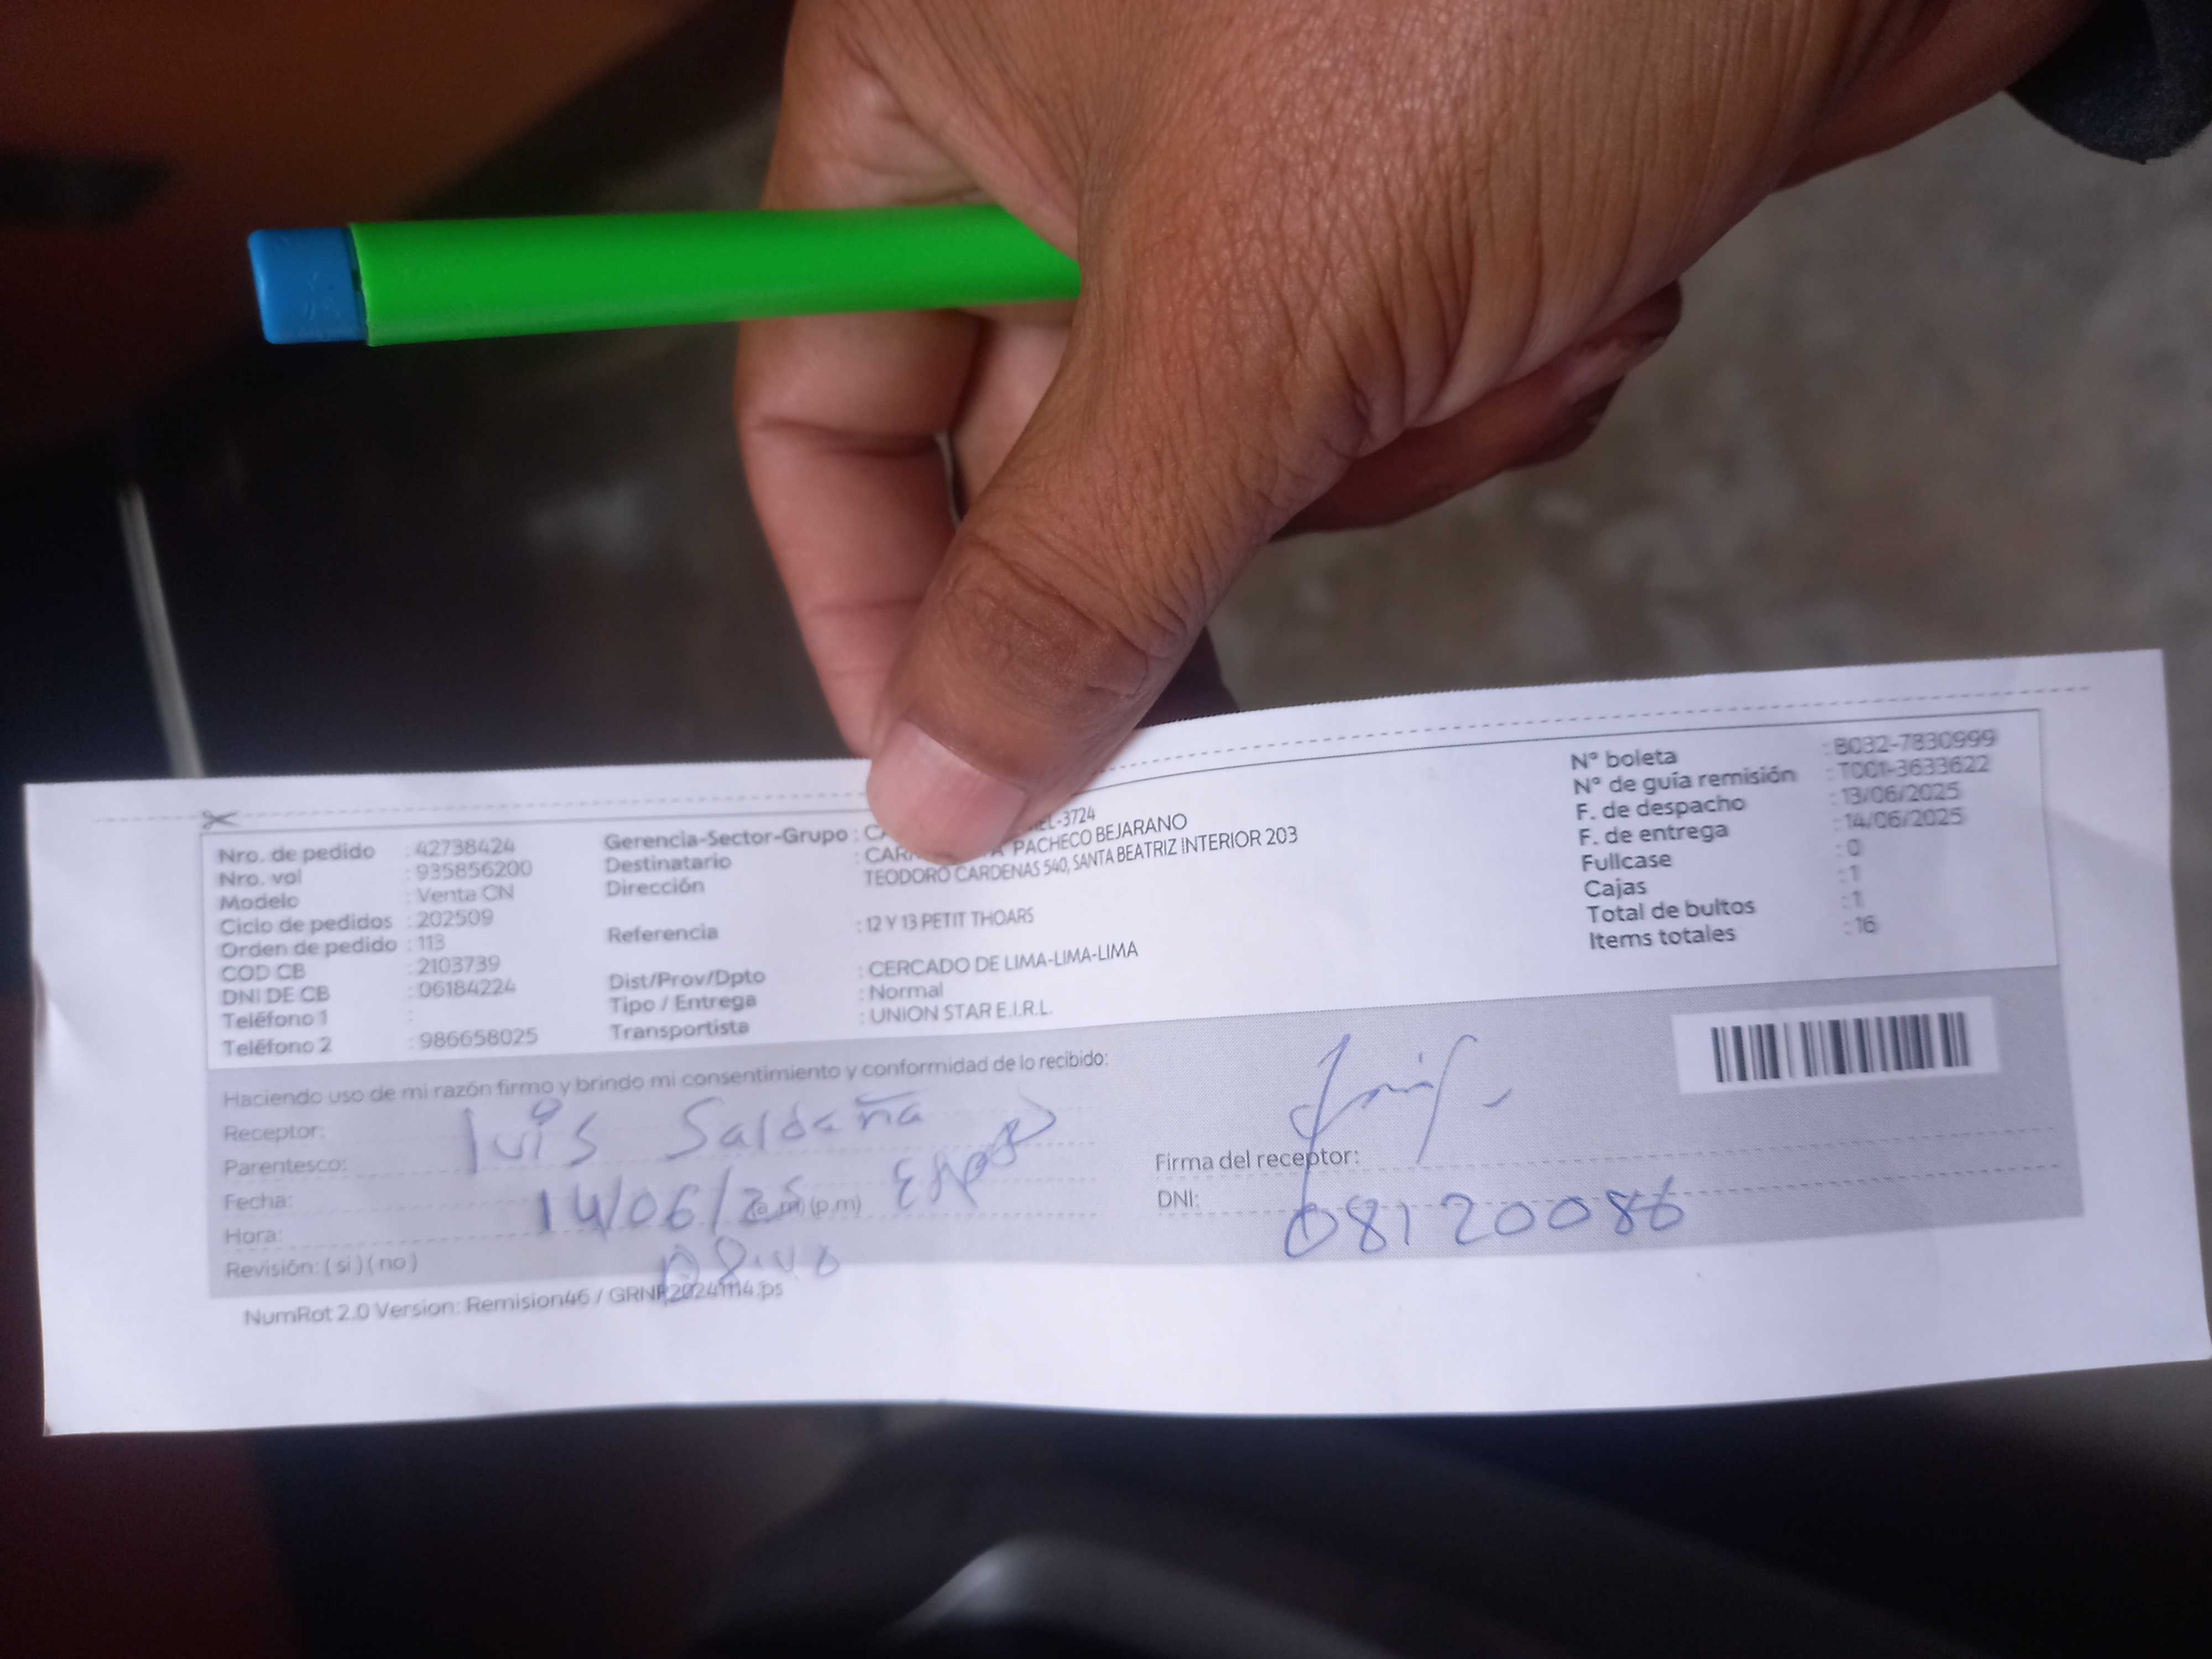 Nro. de pedido : 42738424
Nro. vol : 935856200
Modelo : Venta CN
Ciclo de pedidos : 202509
Orden de pedido : 113
COD CB : 2103739
DNI DE CB : 06184224
Teléfono 1 :
Teléfono 2 : 986658025
Gerencia-Sector-Grupo : -3724
Destinatario : PACHECO BEJARANO
Dirección TEODORO CARDENAS 540, SANTA BEATRIZ INTERIOR 203
Referencia : 12 Y 13 PETIT THOARS
Dist/Prov/Dpto : CERCADO DE LIMA-LIMA-LIMA
Tipo / Entrega : Normal
Transportista : UNION STAR E.I.R.L.
N° boleta : B032-7830999
N° de guía remisión : T001-3633622
F. de despacho : 13/06/2025
F. de entrega : 14/06/2025
Fullcase : 0
Cajas : 1
Total de bultos : 1
Items totales : 16
Haciendo uso de mi razón firmo y brindo mi consentimiento y conformidad de lo recibido:
Receptor: luis Saldaña
Parentesco:
Fecha: 14/06/25 (p.m)
Hora:
Revisión: ( si ) ( no )
Firma del receptor:
DNI: 08120086
NumRot 2.0 Version: Remision46 / GRNP20241114.ps